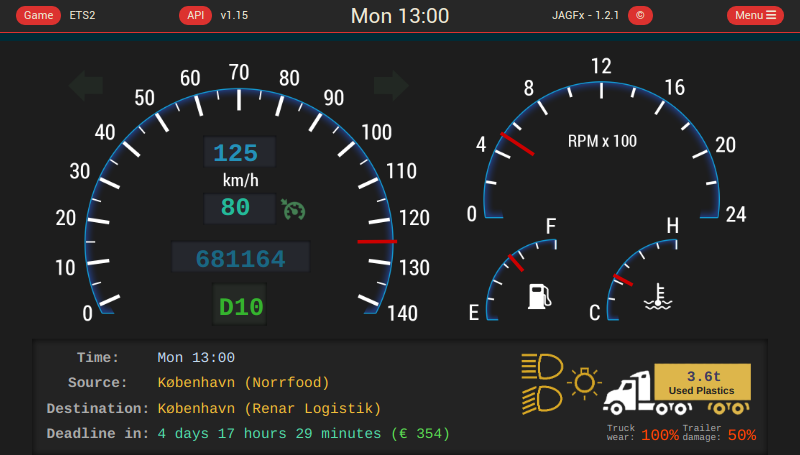 Game ETS2 API v1.15 Mon 13:00 JAGFx - 1.2.1 © Menu
0 10 20 30 40 50 60 70 80 90 100 110 120 130 140
125
km/h
80
681164
D10
0 4 8 12 16 20 24
RPM x 100
E F
C H
Time: Mon 13:00
Source: København (Norrfood)
Destination: København (Renar Logistik)
Deadline in: 4 days 17 hours 29 minutes (€ 354)
3.6t
Used Plastics
Truck wear: 100%
Trailer damage: 50%